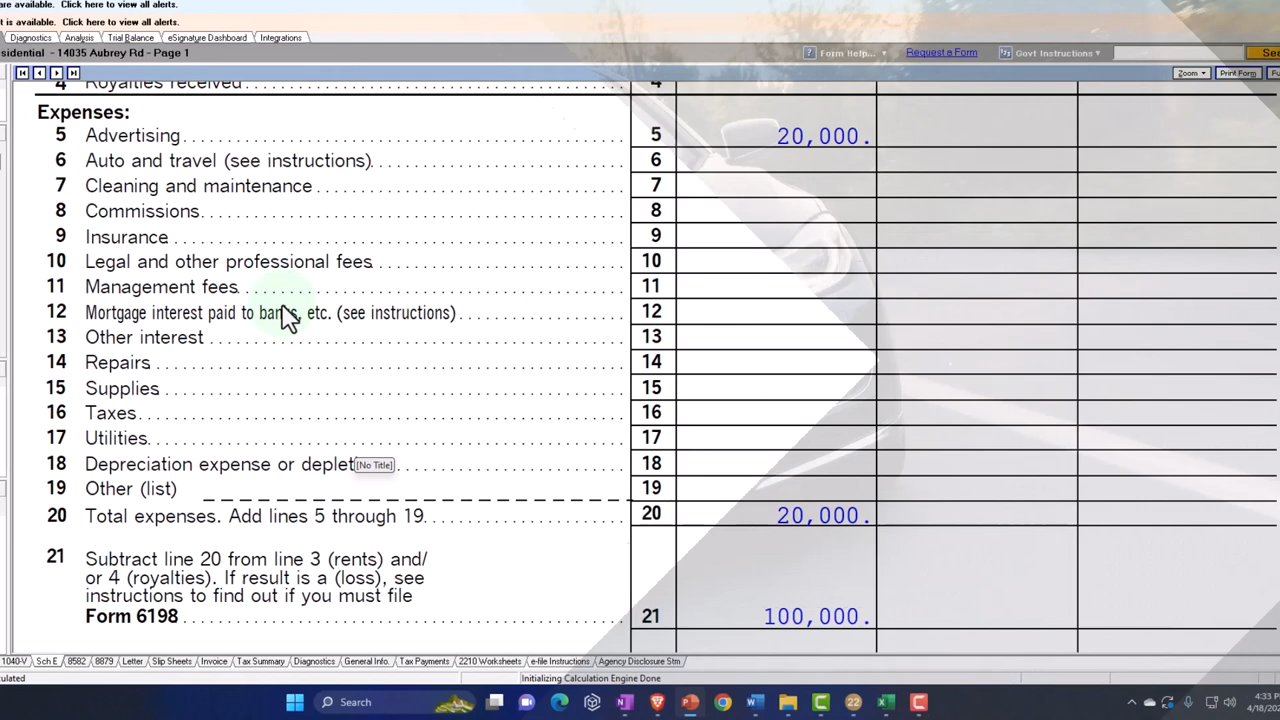 are available. Click here to view all alerts.
t is available. Click here to view all alerts.
Diagnostics Analysis Trial Balance eSignature Dashboard Integrations
sidential - 14035 Aubrey Rd - Page 1 Form Help... Request a Form Govt Instructions
Zoom Print Form
4 Royalties received 4
Expenses:
5 Advertising 5 20,000.
6 Auto and travel (see instructions) 6
7 Cleaning and maintenance 7
8 Commissions 8
9 Insurance 9
10 Legal and other professional fees 10
11 Management fees 11
12 Mortgage interest paid to etc. (see instructions) 12
13 Other interest 13
14 Repairs 14
15 Supplies 15
16 Taxes 16
17 Utilities 17
18 Depreciation expense or deplet [No Title] 18
19 Other (list) 19
20 Total expenses. Add lines 5 through 19 20 20,000.
21 Subtract line 20 from line 3 (rents) and/
or 4 (royalties). If result is a (loss), see
instructions to find out if you must file
Form 6198 21 100,000.
1040-V Sch E 8582 8879 Letter Slip Sheets Invoice Tax Summary Diagnostics General Info. Tax Payments 2210 Worksheets e-file Instructions Agency Disclosure Stm
culated Initializing Calculation Engine Done
Search 22 4:33 P
4/18/202